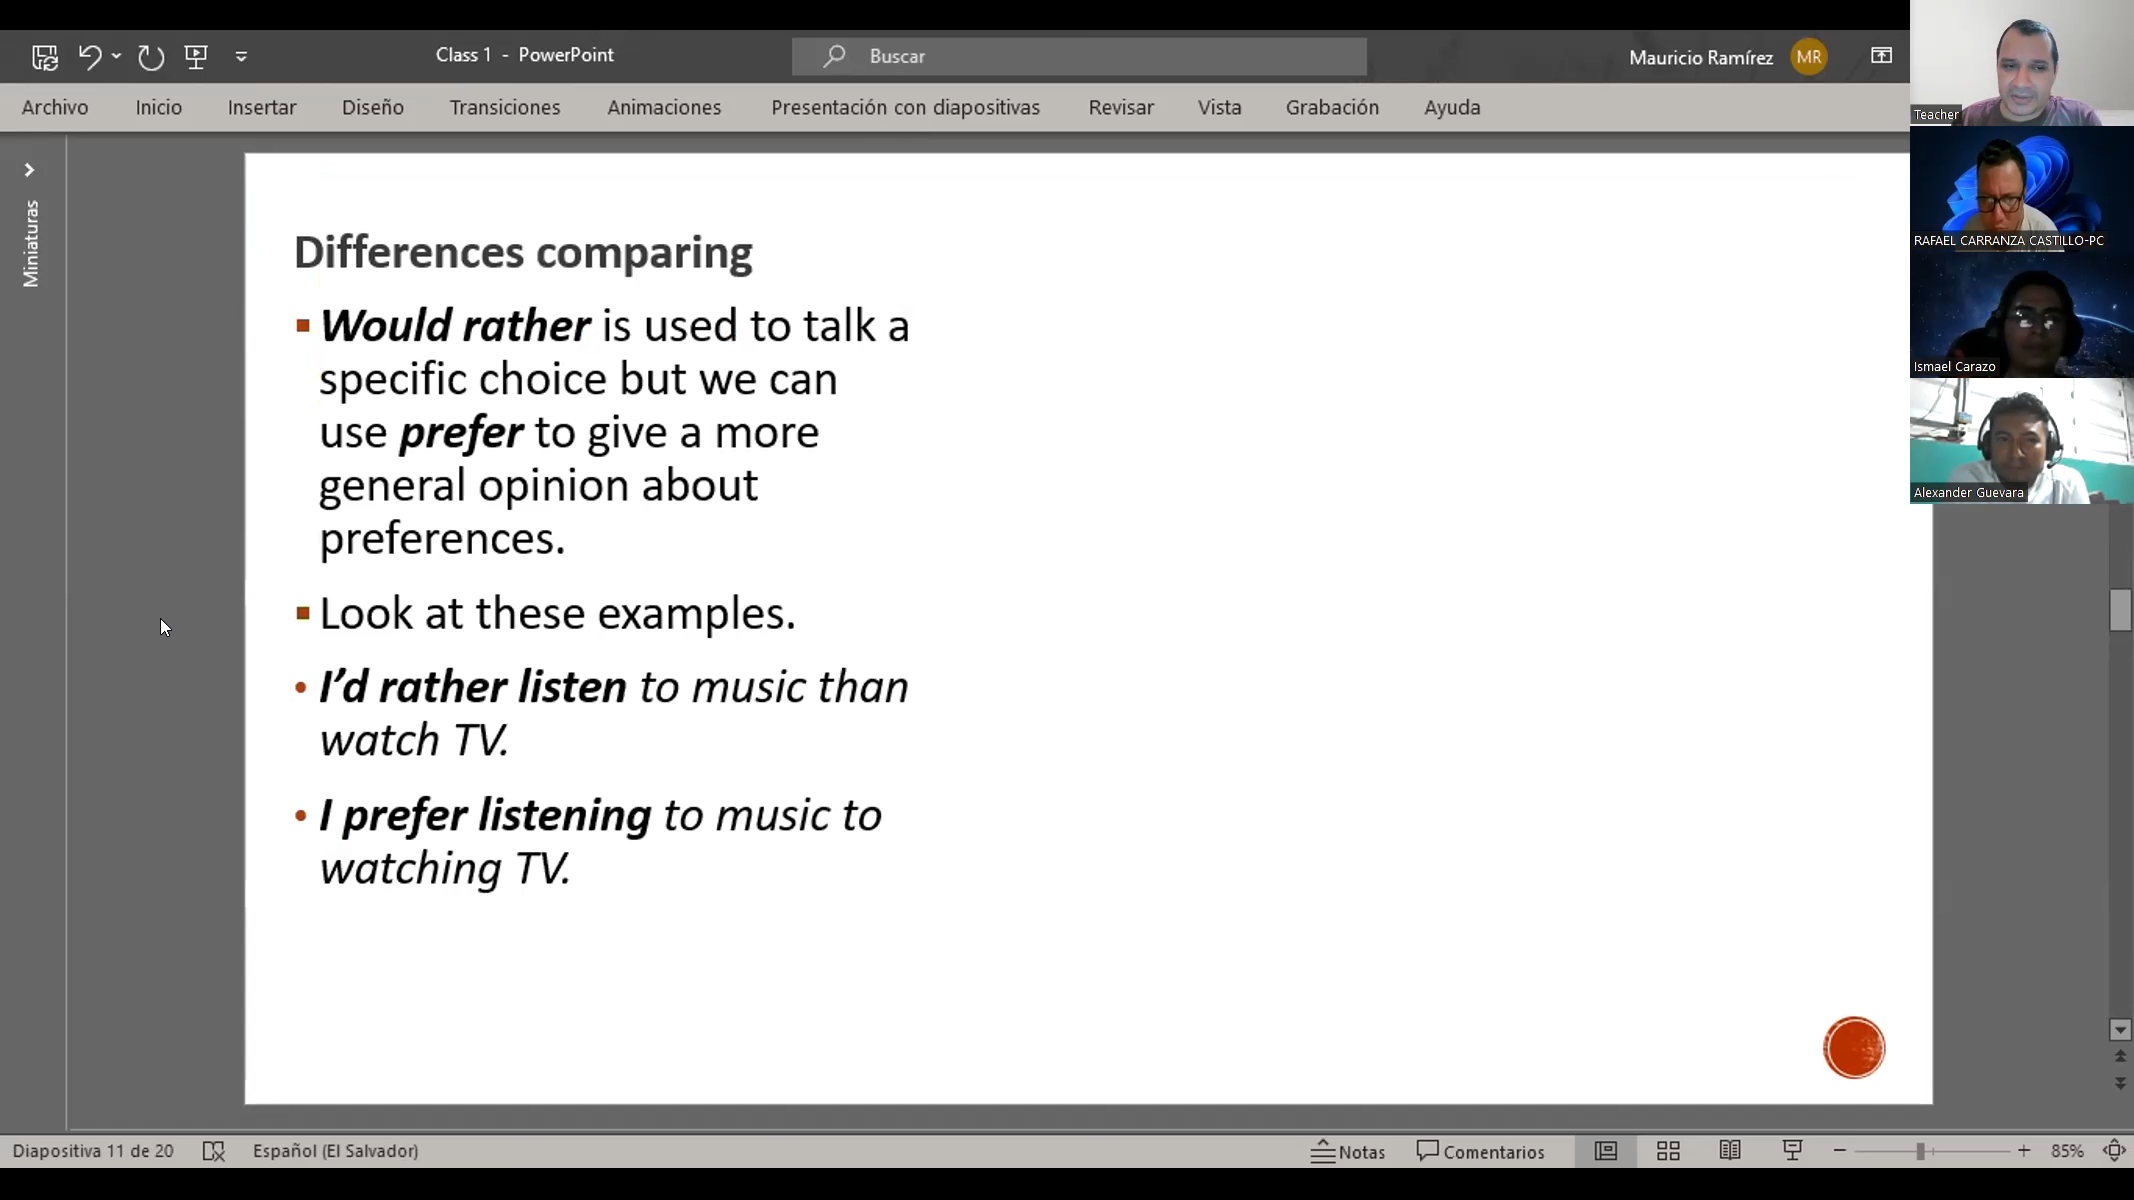 Class 1 - PowerPoint
Buscar
Mauricio Ramírez
MR
Archivo
Inicio
Insertar
Diseño
Transiciones
Animaciones
Presentación con diapositivas
Revisar
Vista
Grabación
Ayuda
Teacher
RAFAEL CARRANZA CASTILLO-PC
Ismael Carazo
Alexander Guevara
Miniaturas
Differences comparing
Would rather is used to talk a
specific choice but we can
use prefer to give a more
general opinion about
preferences.
Look at these examples.
I’d rather listen to music than
watch TV.
I prefer listening to music to
watching TV.
Diapositiva 11 de 20
Español (El Salvador)
Notas
Comentarios
85%